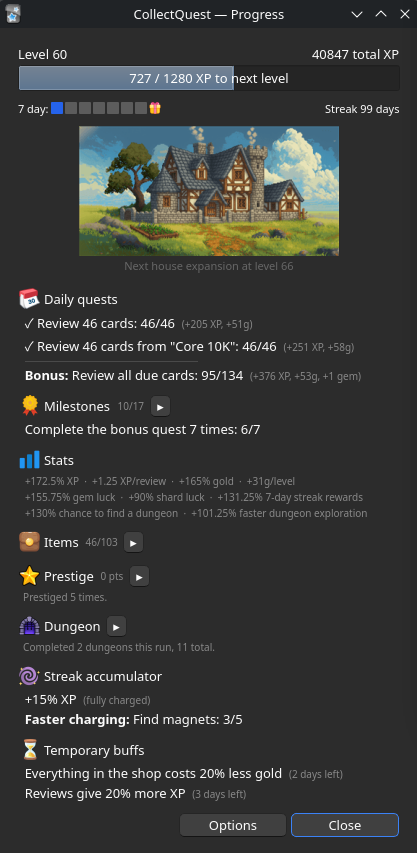 CollectQuest — Progress
Level 60 40847 total XP
727 / 1280 XP to next level
7 day: Streak 99 days
Next house expansion at level 66
30 Daily quests
✓ Review 46 cards: 46/46 (+205 XP, +51g)
✓ Review 46 cards from "Core 10K": 46/46 (+251 XP, +58g)
Bonus: Review all due cards: 95/134 (+376 XP, +53g, +1 gem)
Milestones 10/17 ▶
Complete the bonus quest 7 times: 6/7
Stats
+172.5% XP · +1.25 XP/review · +165% gold · +31g/level
+155.75% gem luck · +90% shard luck · +131.25% 7-day streak rewards
+130% chance to find a dungeon · +101.25% faster dungeon exploration
Items 46/103 ▶
Prestige 0 pts ▶
Prestiged 5 times.
Dungeon ▶
Completed 2 dungeons this run, 11 total.
Streak accumulator
+15% XP (fully charged)
Faster charging: Find magnets: 3/5
Temporary buffs
Everything in the shop costs 20% less gold (2 days left)
Reviews give 20% more XP (3 days left)
Options Close